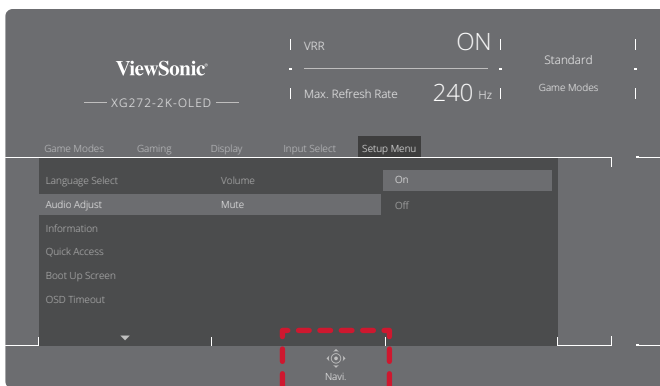 VRR ON
ViewSonic®
Standard
XG272-2K-OLED
Max. Refresh Rate 240 Hz
Game Modes
Game Modes Gaming Display Input Select Setup Menu
Language Select Volume On
Audio Adjust Mute Off
Information
Quick Access
Boot Up Screen
OSD Timeout
Navi.